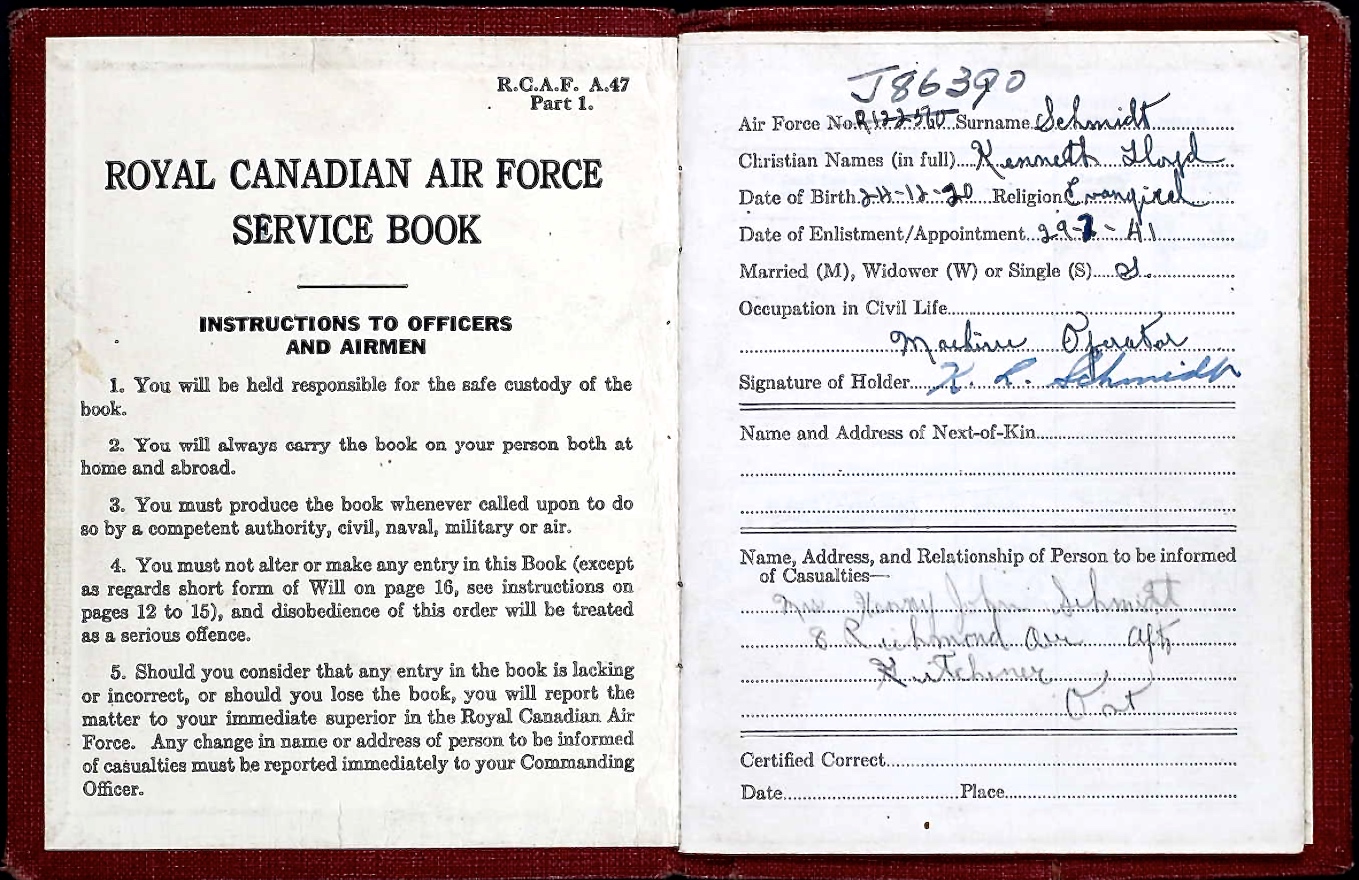 R.C.A.F. A.47
Part 1.
ROYAL CANADIAN AIR FORCE
SERVICE BOOK
INSTRUCTIONS TO OFFICERS
AND AIRMEN
1. You will be held responsible for the safe custody of the
book.
2. You will always carry the book on your person both at
home and abroad.
3. You must produce the book whenever called upon to do
so by a competent authority, civil, naval, military or air.
4. You must not alter or make any entry in this Book (except
as regards short form of Will on page 16, see instructions on
pages 12 to 15), and disobedience of this order will be treated
as a serious offence.
5. Should you consider that any entry in the book is lacking
or incorrect, or should you lose the book, you will report the
matter to your immediate superior in the Royal Canadian Air
Force. Any change in name or address of person to be informed
of casualties must be reported immediately to your Commanding
Officer.
J86390
Air Force No. Surname Schmidt
Christian Names (in full) Kenneth Lloyd
Date of Birth 24-12-20 Religion
Date of Enlistment/Appointment
Married (M), Widower (W) or Single (S) S.
Occupation in Civil Life
Machine Operator
Signature of Holder K. L. Schmidt
Name and Address of Next-of-Kin
Name, Address, and Relationship of Person to be informed
of Casualties—
Mrs John Schmitt
8 Richmond Ave
Kitchener
Ont
Certified Correct
Date Place